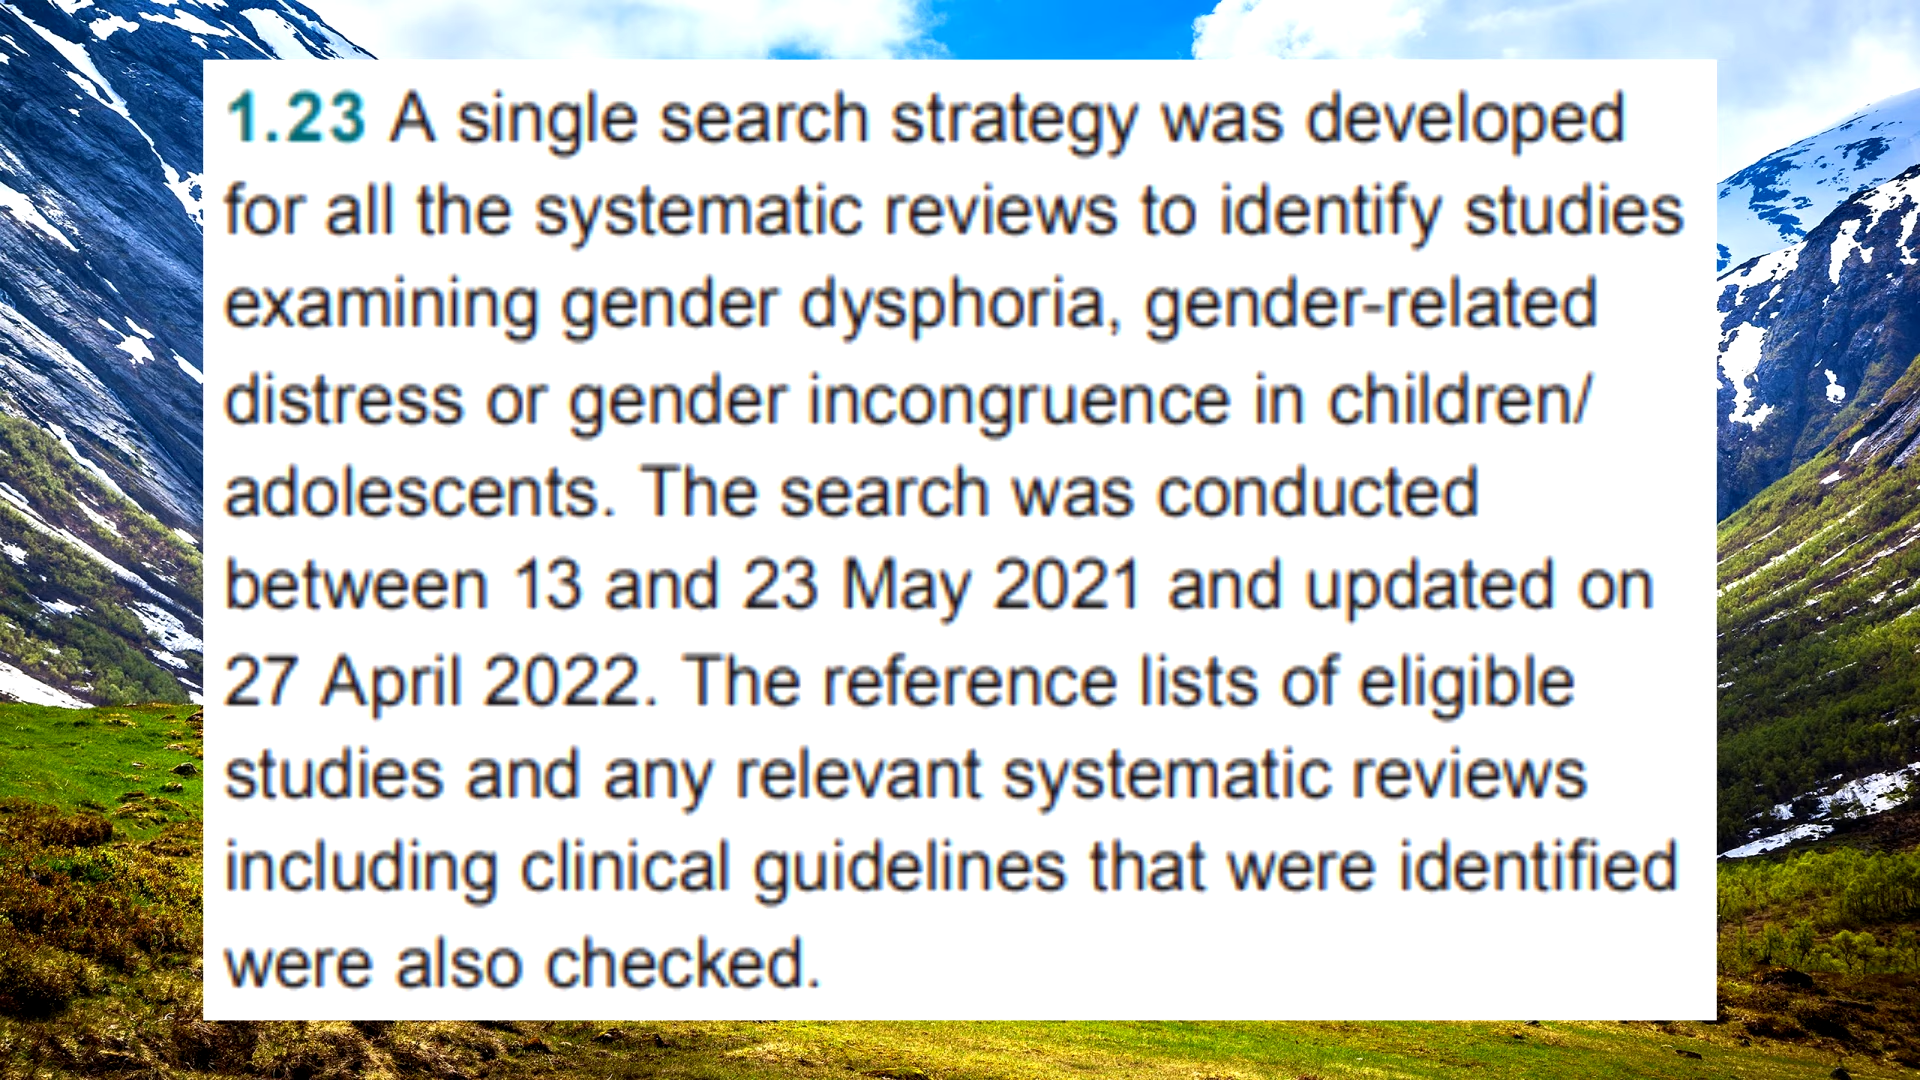 1.23 A single search strategy was developed
for all the systematic reviews to identify studies
examining gender dysphoria, gender-related
distress or gender incongruence in children/
adolescents. The search was conducted
between 13 and 23 May 2021 and updated on
27 April 2022. The reference lists of eligible
studies and any relevant systematic reviews
including clinical guidelines that were identified
were also checked.